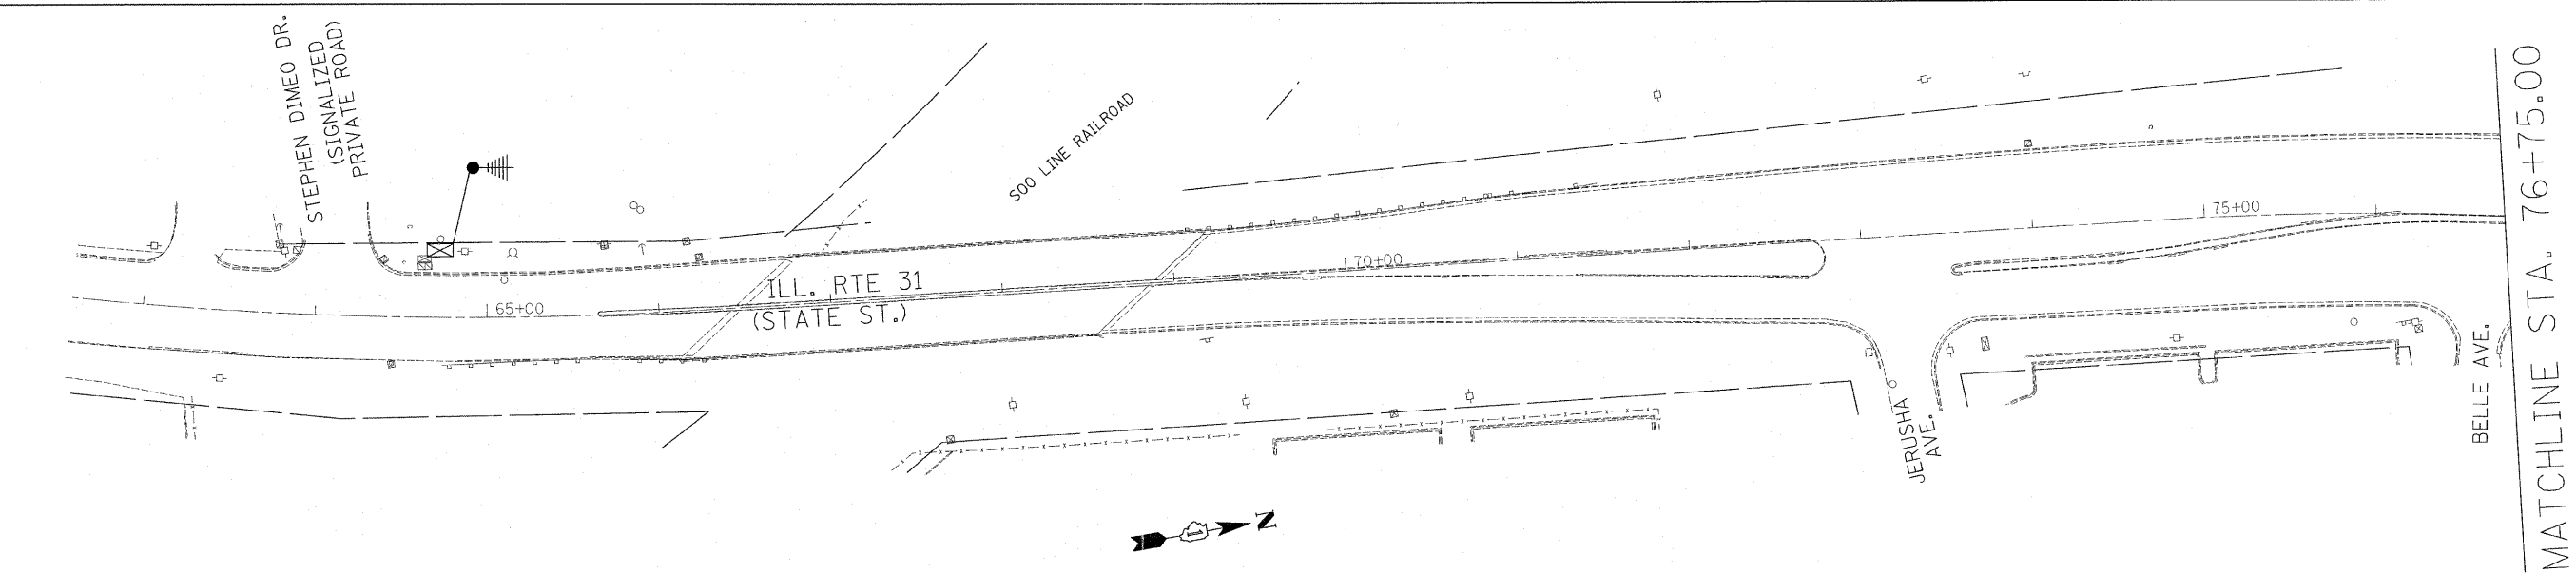 STEPHEN DIMEO DR.
(SIGNALIZED
PRIVATE ROAD)
SOO LINE RAILROAD
65+00
ILL. RTE 31
(STATE ST.)
70+00
75+00
JERUSHA
AVE.
BELLE AVE.
MATCHLINE STA. 76+75.00
N